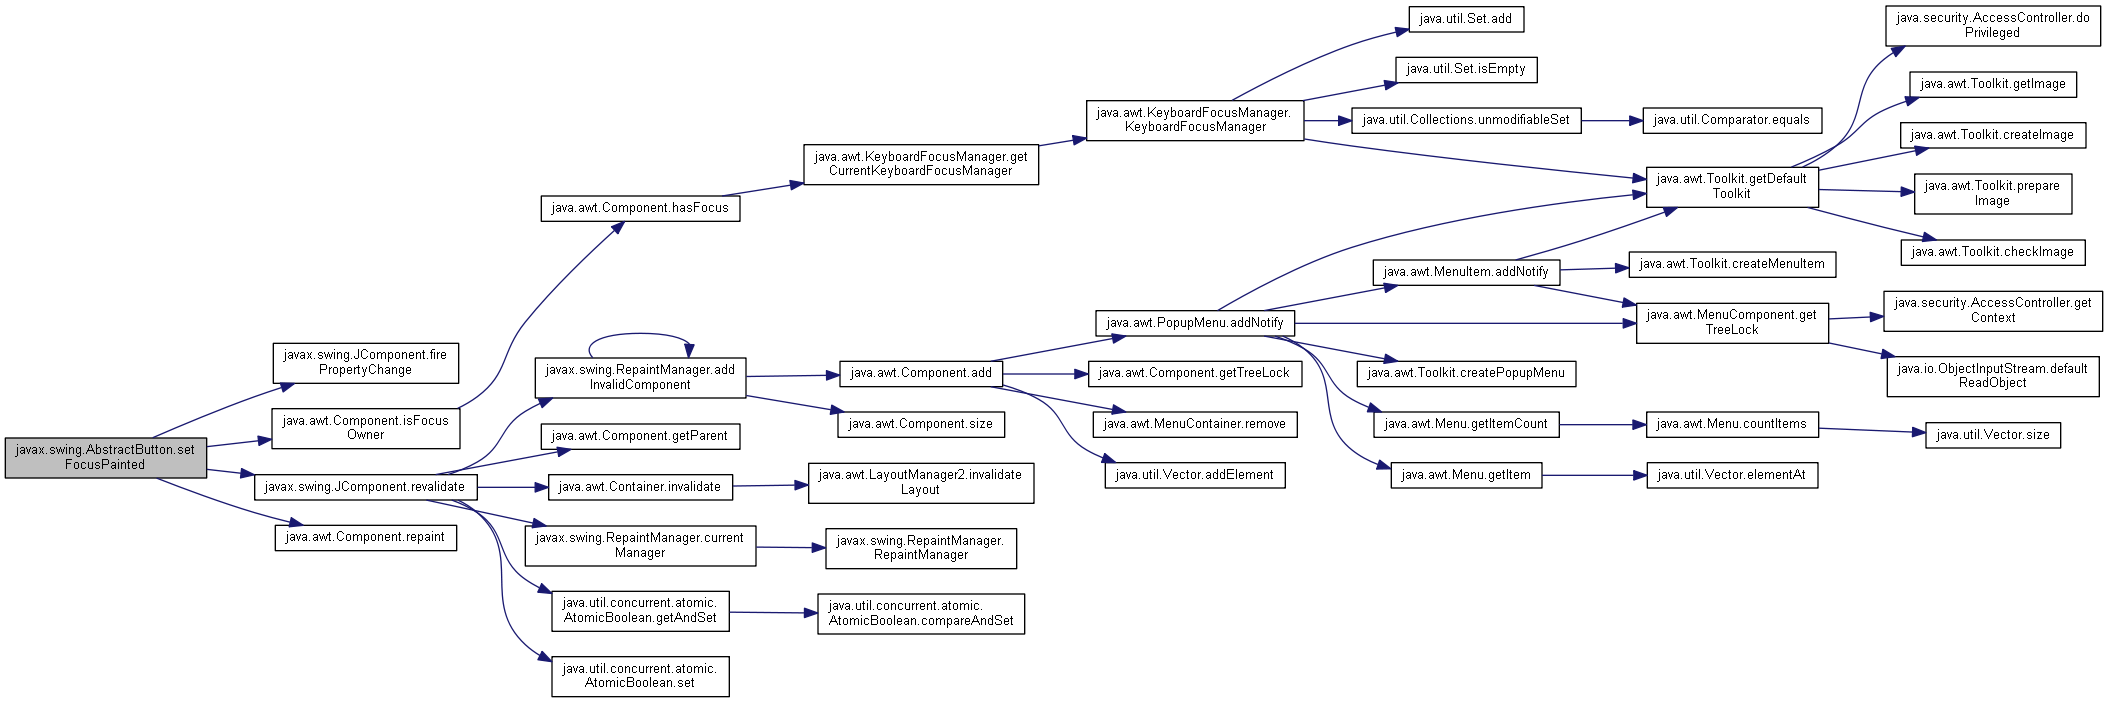 javax.swing.AbstractButton.set
FocusPainted
javax.swing.JComponent.fire
PropertyChange
java.awt.Component.isFocus
Owner
javax.swing.JComponent.revalidate
java.awt.Component.repaint
java.awt.Component.hasFocus
javax.swing.RepaintManager.add
InvalidComponent
java.awt.Component.getParent
java.awt.Container.invalidate
javax.swing.RepaintManager.current
Manager
java.util.concurrent.atomic.
AtomicBoolean.getAndSet
java.util.concurrent.atomic.
AtomicBoolean.set
java.awt.KeyboardFocusManager.get
CurrentKeyboardFocusManager
java.awt.Component.add
java.awt.Component.size
java.awt.LayoutManager2.invalidate
Layout
javax.swing.RepaintManager.
RepaintManager
java.util.concurrent.atomic.
AtomicBoolean.compareAndSet
java.awt.KeyboardFocusManager.
KeyboardFocusManager
java.awt.PopupMenu.addNotify
java.awt.Component.getTreeLock
java.awt.MenuContainer.remove
java.util.Vector.addElement
java.util.Set.add
java.util.Set.isEmpty
java.util.Collections.unmodifiableSet
java.awt.MenuItem.addNotify
java.awt.Toolkit.createPopupMenu
java.awt.Menu.getItemCount
java.awt.Menu.getItem
java.util.Comparator.equals
java.awt.Toolkit.getDefault
Toolkit
java.awt.Toolkit.createMenuItem
java.awt.MenuComponent.get
TreeLock
java.awt.Menu.countItems
java.util.Vector.elementAt
java.security.AccessController.do
Privileged
java.awt.Toolkit.getImage
java.awt.Toolkit.createImage
java.awt.Toolkit.prepare
Image
java.awt.Toolkit.checkImage
java.security.AccessController.get
Context
java.io.ObjectInputStream.default
ReadObject
java.util.Vector.size